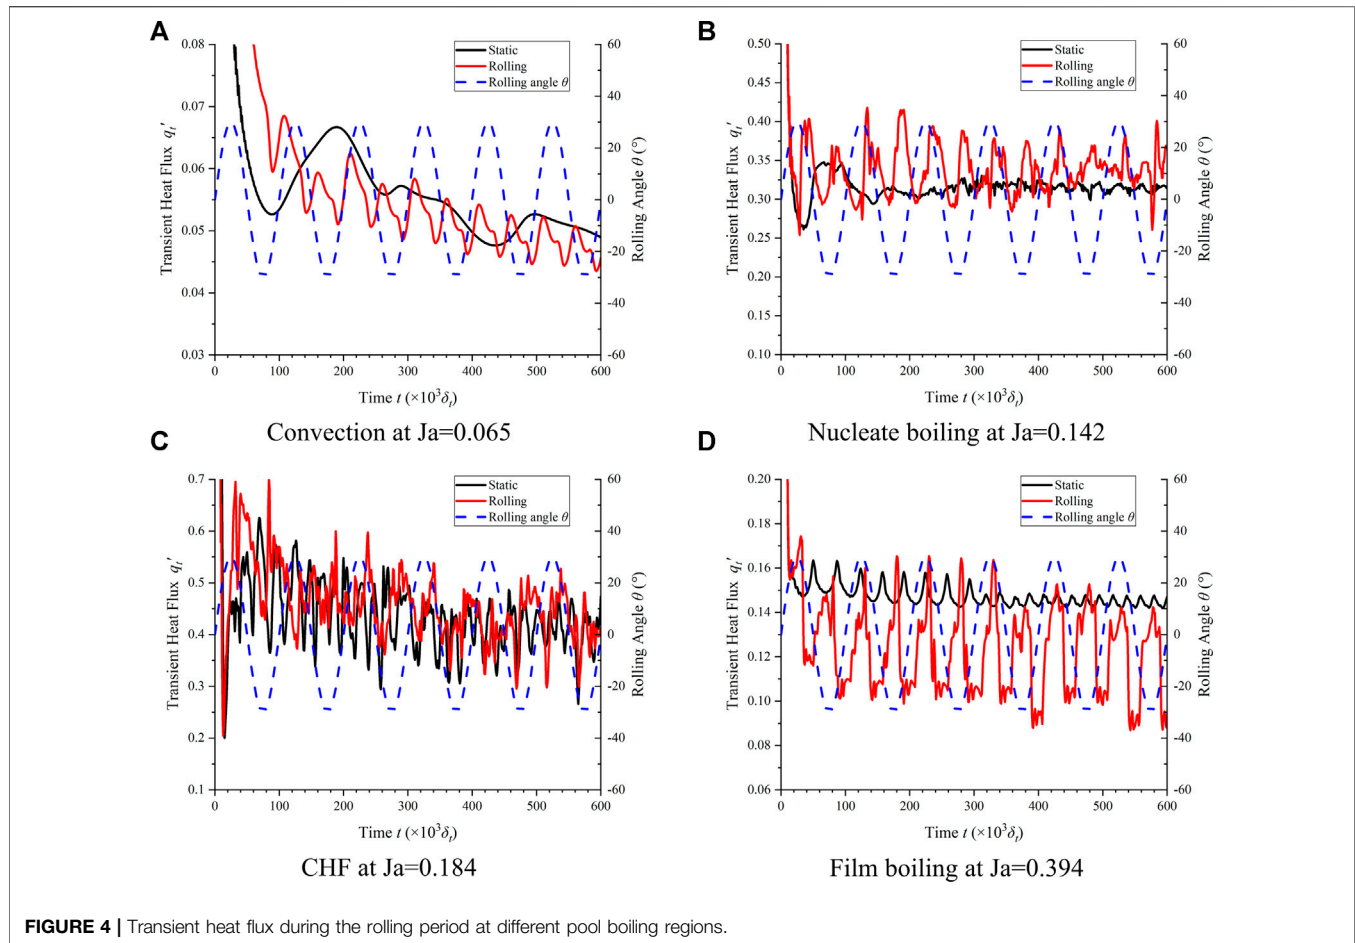 A
0.08
0.07
0.06
0.05
0.04
0.03
Transient Heat Flux qt′
Static
Rolling
Rolling angle θ
60
40
20
0
-20
-40
-60
Rolling Angle θ (°)
0 100 200 300 400 500 600
Time t (×10³δt)
Convection at Ja=0.065
B
0.50
0.45
0.40
0.35
0.30
0.25
0.20
0.15
0.10
Transient Heat Flux qt′
Static
Rolling
Rolling angle θ
60
40
20
0
-20
-40
-60
Rolling Angle θ (°)
0 100 200 300 400 500 600
Time t (×10³δt)
Nucleate boiling at Ja=0.142
C
0.7
0.6
0.5
0.4
0.3
0.2
0.1
Transient Heat Flux qt′
Static
Rolling
Rolling angle θ
60
40
20
0
-20
-40
-60
Rolling Angle θ (°)
0 100 200 300 400 500 600
Time t (×10³δt)
CHF at Ja=0.184
D
0.20
0.18
0.16
0.14
0.12
0.10
0.08
0.06
Transient Heat Flux qt′
Static
Rolling
Rolling angle θ
60
40
20
0
-20
-40
-60
Rolling Angle θ (°)
0 100 200 300 400 500 600
Time t (×10³δt)
Film boiling at Ja=0.394
FIGURE 4 | Transient heat flux during the rolling period at different pool boiling regions.